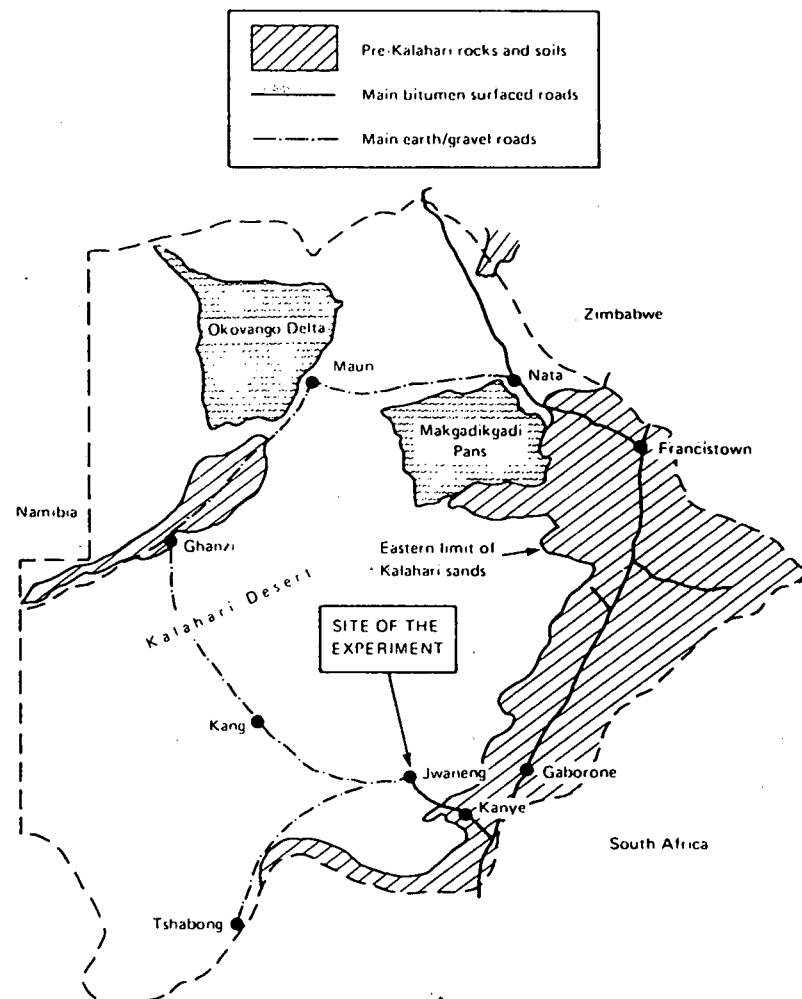 Pre-Kalahari rocks and soils
Main bitumen surfaced roads
Main earth/gravel roads
Zimbabwe
Okovango Delta
Maun
Nata
Makgadikgadi
Pans
Francistown
Namibia
Ghanzi
Eastern limit of
Kalahari sands
Kalahari Desert
SITE OF THE
EXPERIMENT
Kang
Jwaneng
Gaborone
Kanye
South Africa
Tshabong